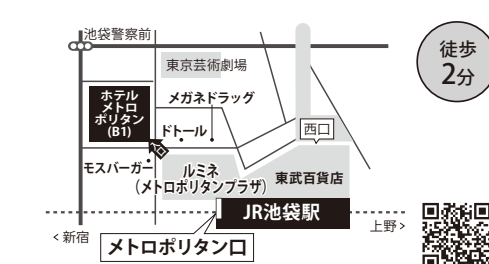 池袋警察前
東京芸術劇場
徒歩
2分
ホテル
メトロ
ポリタン
(B1)
メガネドラッグ
ドトール
西口
モスバーガー
ルミネ
(メトロポリタンプラザ)
東武百貨店
JR池袋駅
<新宿
上野>
メトロポリタン口